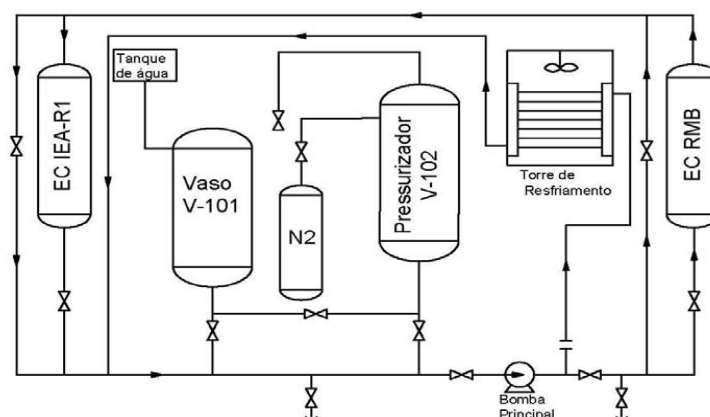 Tanque
de água
EC IEA-R1
Vaso
V-101
N2
Pressurizador
V-102
Torre de
Resfriamento
EC RMB
Bomba
Principal